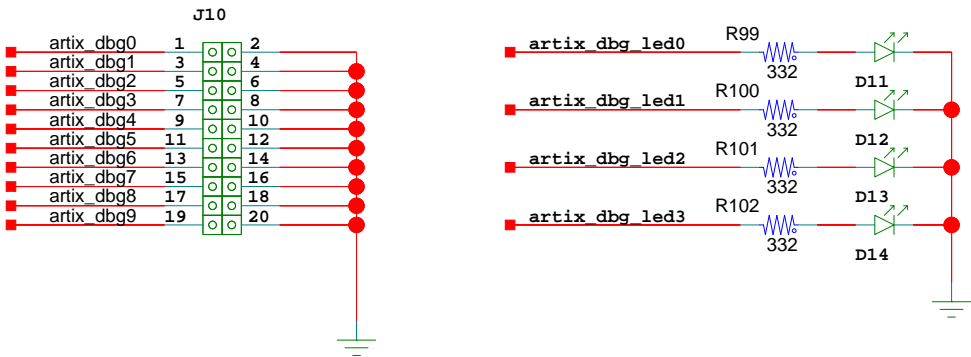 J10
artix_dbg0 1 2
artix_dbg1 3 4
artix_dbg2 5 6
artix_dbg3 7 8
artix_dbg4 9 10
artix_dbg5 11 12
artix_dbg6 13 14
artix_dbg7 15 16
artix_dbg8 17 18
artix_dbg9 19 20
artix_dbg_led0 R99 332 D11
artix_dbg_led1 R100 332 D12
artix_dbg_led2 R101 332 D13
artix_dbg_led3 R102 332 D14